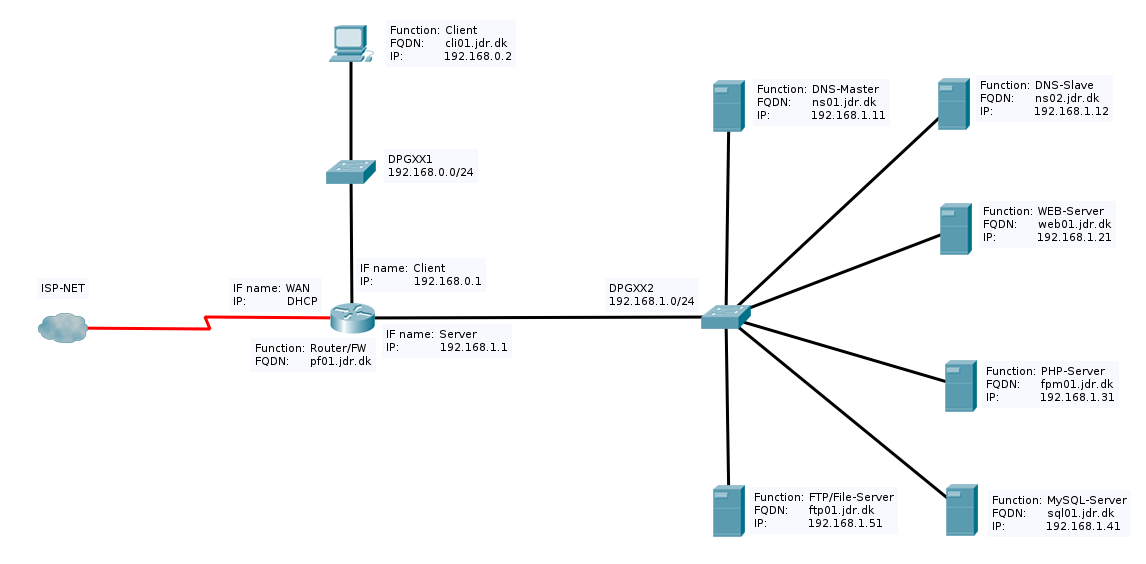 Function: Client
FQDN: cli01.jdr.dk
IP: 192.168.0.2
DPGXX1
192.168.0.0/24
IF name: Client
IP: 192.168.0.1
ISP-NET
IF name: WAN
IP: DHCP
IF name: Server
IP: 192.168.1.1
Function: Router/FW
FQDN: pf01.jdr.dk
DPGXX2
192.168.1.0/24
Function: DNS-Master
FQDN: ns01.jdr.dk
IP: 192.168.1.11
Function: DNS-Slave
FQDN: ns02.jdr.dk
IP: 192.168.1.12
Function: WEB-Server
FQDN: web01.jdr.dk
IP: 192.168.1.21
Function: PHP-Server
FQDN: fpm01.jdr.dk
IP: 192.168.1.31
Function: FTP/File-Server
FQDN: ftp01.jdr.dk
IP: 192.168.1.51
Function: MySQL-Server
FQDN: sql01.jdr.dk
IP: 192.168.1.41